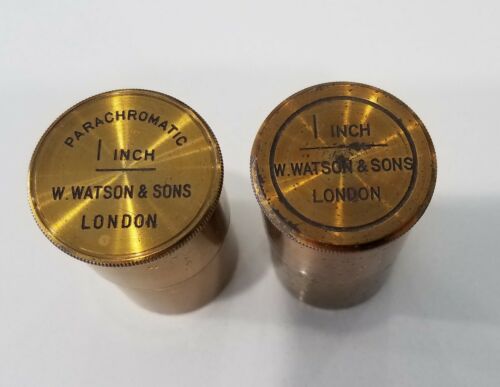 PARACHROMATIC
1 INCH
W. WATSON & SONS
LONDON
1 INCH
W. WATSON & SONS
LONDON